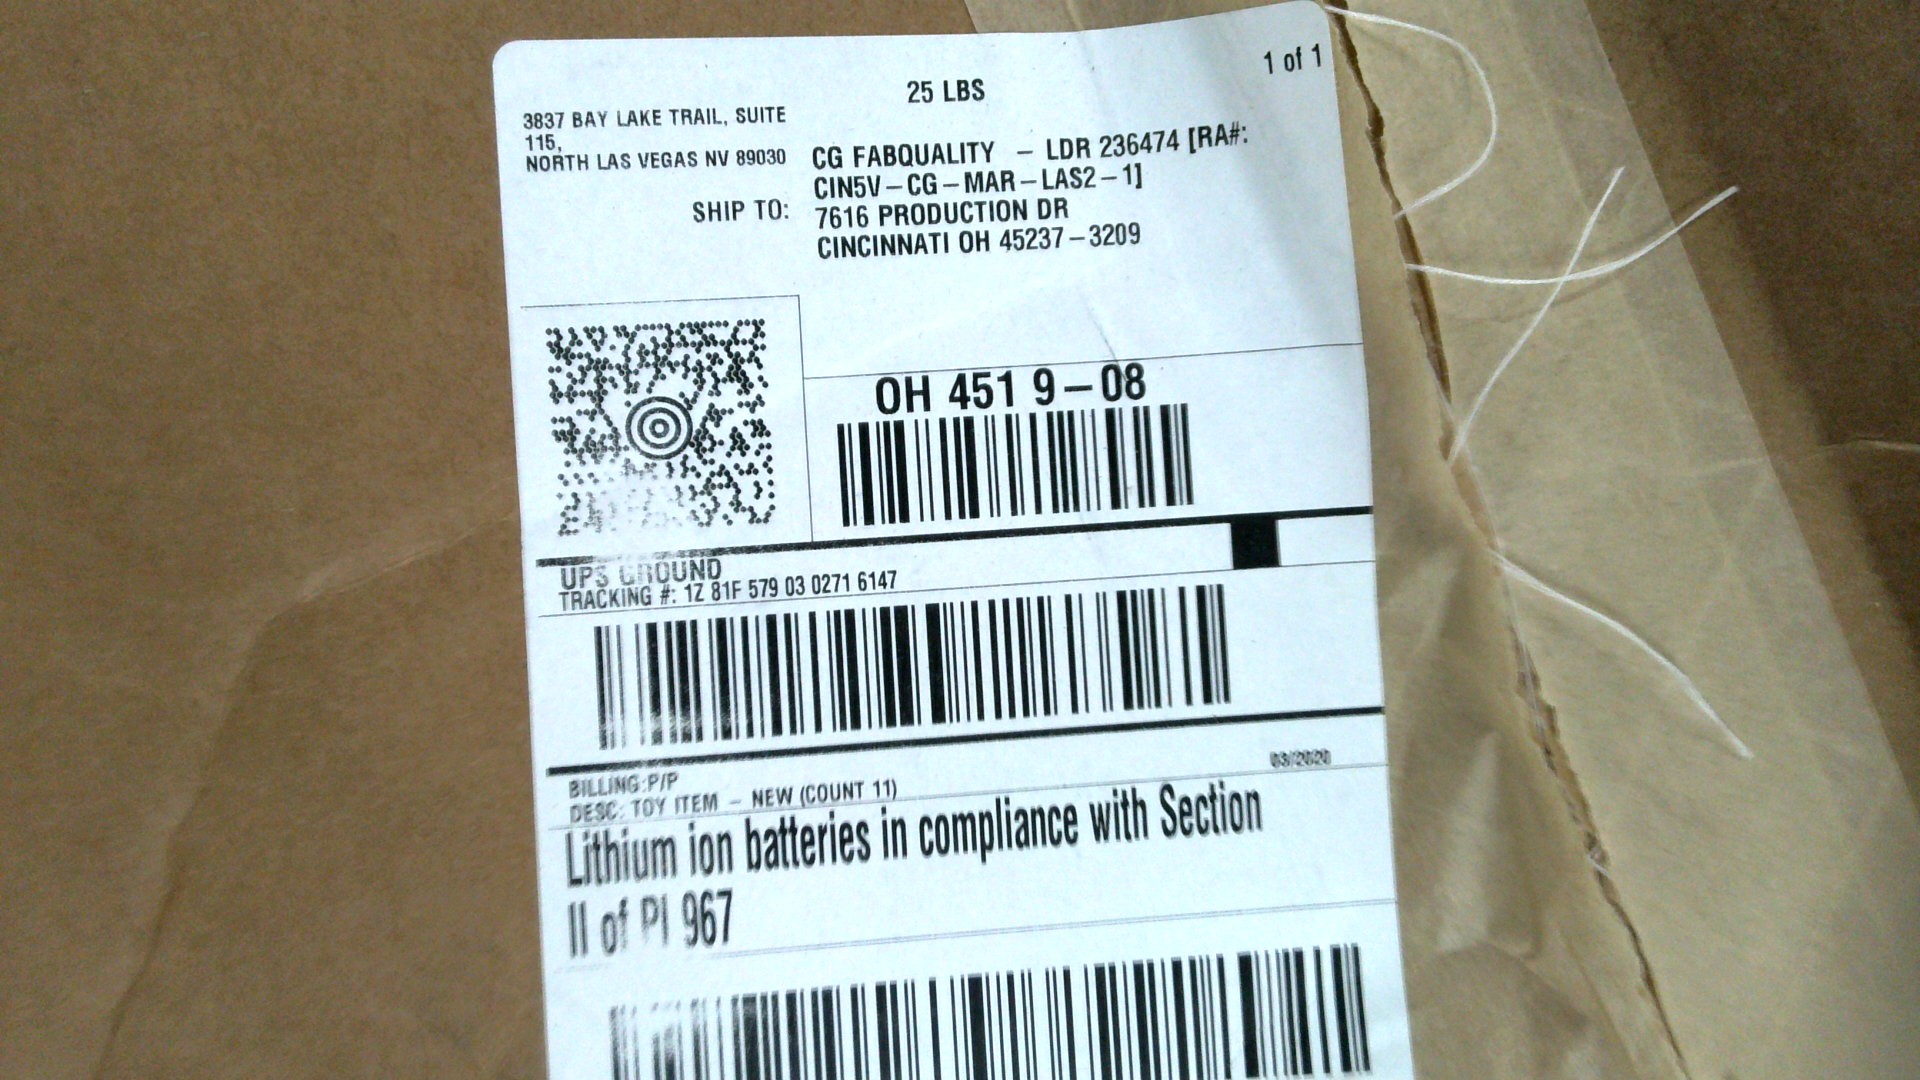 1 of 1
25 LBS
3837 BAY LAKE TRAIL, SUITE
115,
NORTH LAS VEGAS NV 89030
SHIP TO:
CG FABQUALITY – LDR 236474 [RA#:
CIN5V–CG–MAR–LAS2–1]
7616 PRODUCTION DR
CINCINNATI OH 45237–3209
OH 451 9–08
UPS GROUND
TRACKING #: 1Z 81F 579 03 0271 6147
BILLING:P/P
03/2020
DESC: TOY ITEM – NEW (COUNT 11)
Lithium ion batteries in compliance with Section
II of PI 967